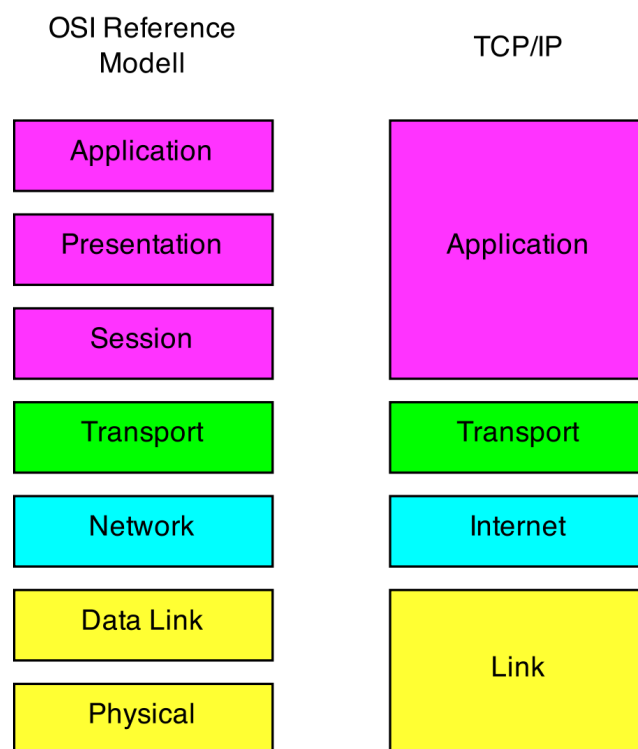 OSI Reference
Modell
Application
Presentation
Session
Transport
Network
Data Link
Physical
TCP/IP
Application
Transport
Internet
Link